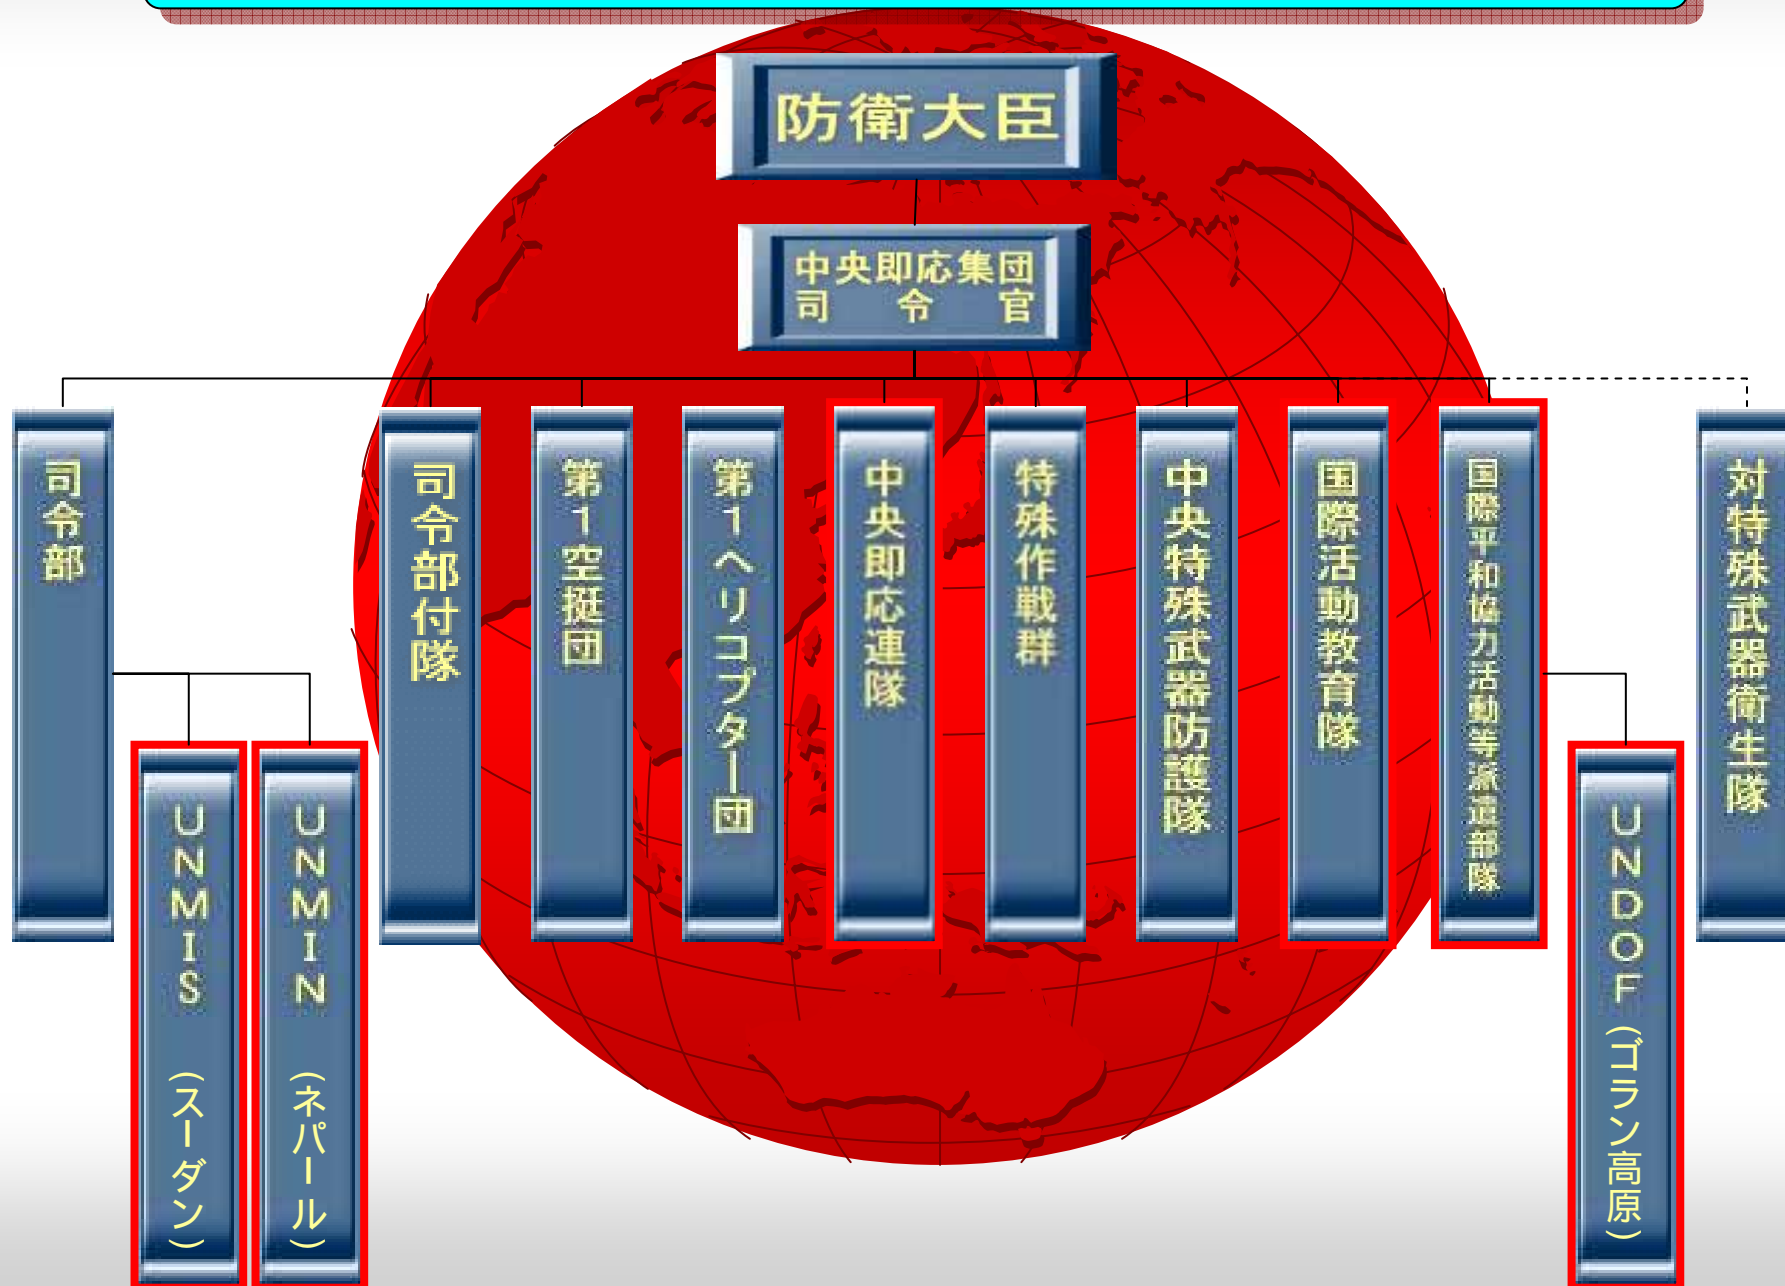 防衛大臣
中央即応集団
司令官
司令部
司令部付隊
第１空挺団
第１ヘリコプター団
中央即応連隊
特殊作戦群
中央特殊武器防護隊
国際活動教育隊
国際平和協力活動等派遣部隊
対特殊武器衛生隊
ＵＮＭＩＳ（スーダン）
ＵＮＭＩＮ（ネパール）
ＵＮＤＯＦ（ゴラン高原）